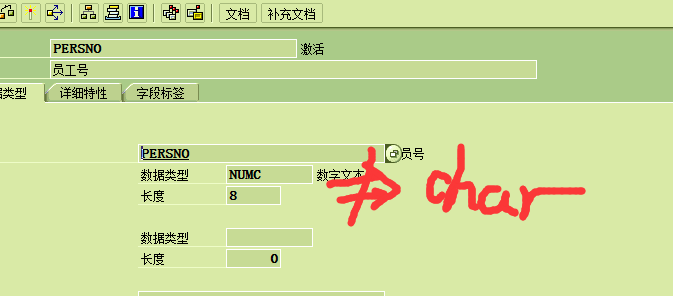 文档 补充文档
PERSNO 激活
员工号
类型 详细特性 字段标签
PERSNO 员号
数据类型 NUMC 数字文本
长度 8
char
数据类型
长度 0